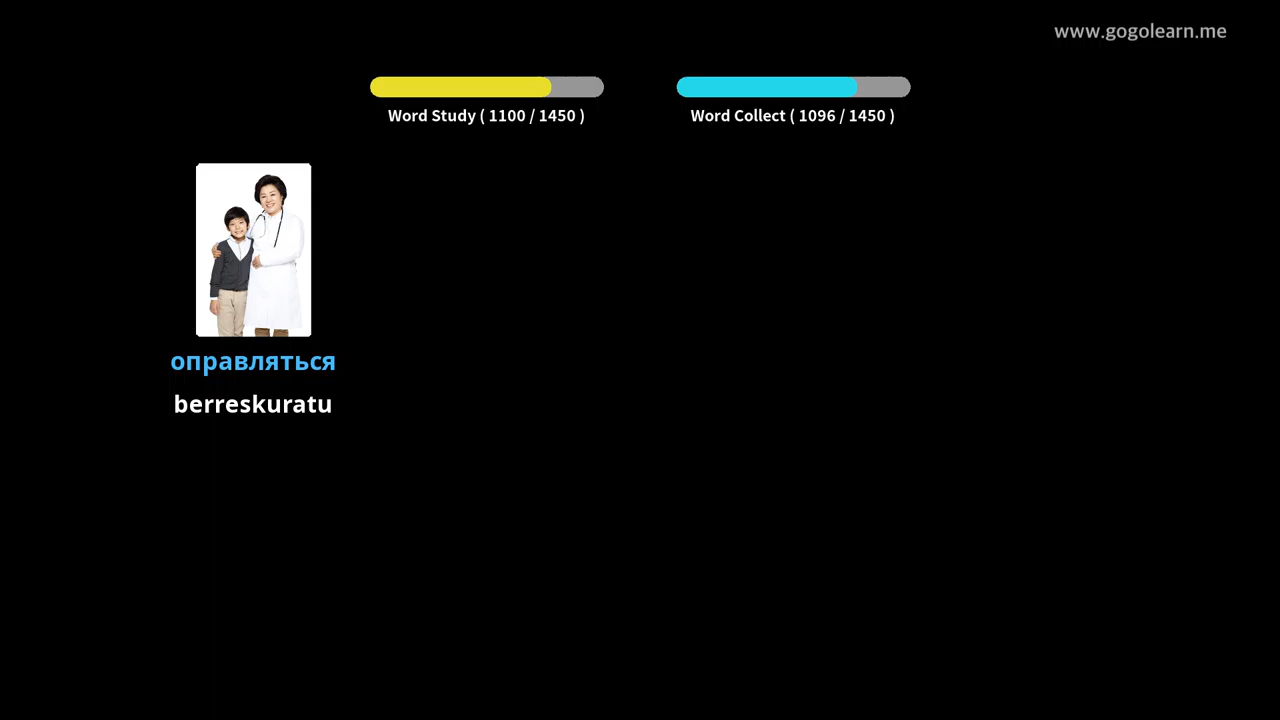 www.gogolearn.me
Word Study ( 1100 / 1450 )
Word Collect ( 1096 / 1450 )
оправляться
berreskuratu